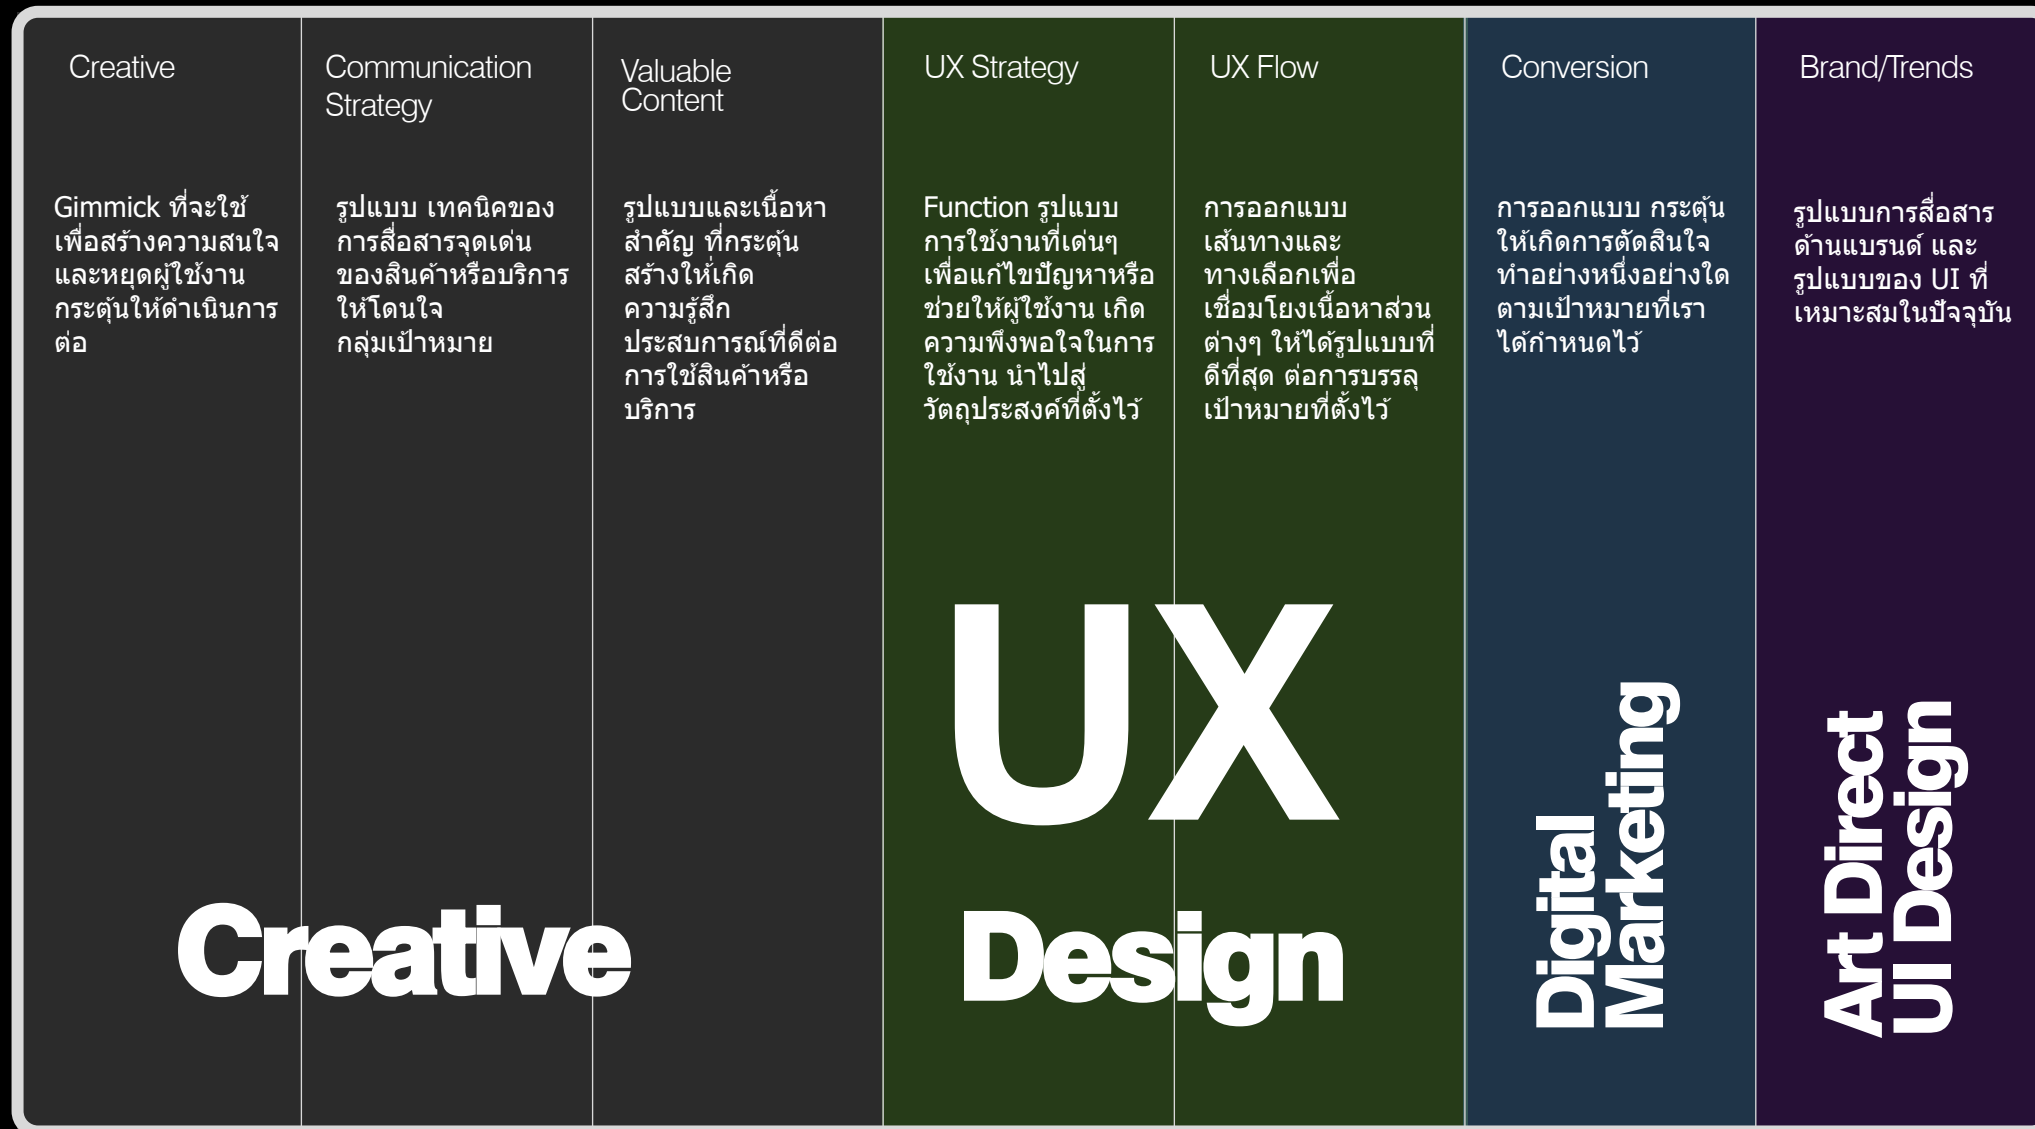 Creative
Gimmick ที่จะใช้
เพื่อสร้างความสนใจ
และหยุดผู้ใช้งาน
กระตุ้นให้ดำเนินการ
ต่อ
Communication
Strategy
รูปแบบ เทคนิคของ
การสื่อสารจุดเด่น
ของสินค้าหรือบริการ
ให้โดนใจ
กลุ่มเป้าหมาย
Valuable
Content
รูปแบบและเนื้อหา
สำคัญ ที่กระตุ้น
สร้างให้เกิด
ความรู้สึก
ประสบการณ์ที่ดีต่อ
การใช้สินค้าหรือ
บริการ
Creative
UX Strategy
Function รูปแบบ
การใช้งานที่เด่นๆ
เพื่อแก้ไขปัญหาหรือ
ช่วยให้ผู้ใช้งาน เกิด
ความพึงพอใจในการ
ใช้งาน นำไปสู่
วัตถุประสงค์ที่ตั้งไว้
UX Flow
การออกแบบ
เส้นทางและ
ทางเลือกเพื่อ
เชื่อมโยงเนื้อหาส่วน
ต่างๆ ให้ได้รูปแบบที่
ดีที่สุด ต่อการบรรลุ
เป้าหมายที่ตั้งไว้
UX
Design
Conversion
การออกแบบ กระตุ้น
ให้เกิดการตัดสินใจ
ทำอย่างหนึ่งอย่างใด
ตามเป้าหมายที่เรา
ได้กำหนดไว้
Digital
Marketing
Brand/Trends
รูปแบบการสื่อสาร
ด้านแบรนด์ และ
รูปแบบของ UI ที่
เหมาะสมในปัจจุบัน
Art Direct
UI Design